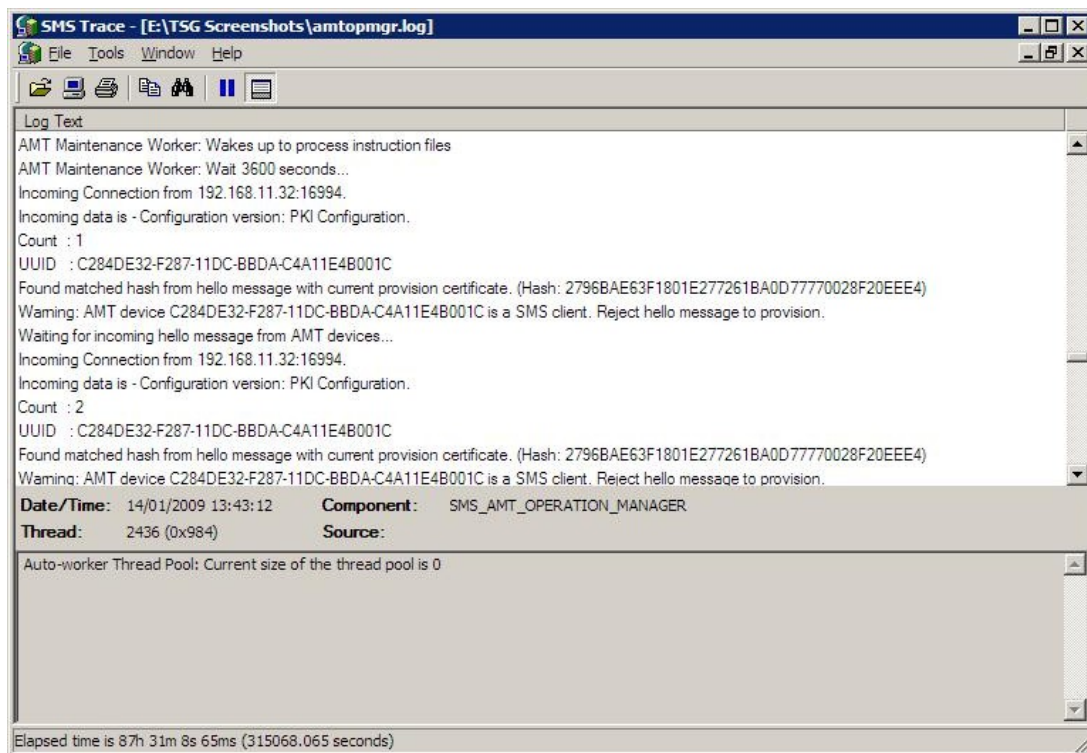 SMS Trace - [E:\TSG Screenshots\amtopmgr.log]
File Tools Window Help
Log Text
AMT Maintenance Worker: Wakes up to process instruction files
AMT Maintenance Worker: Wait 3600 seconds...
Incoming Connection from 192.168.11.32:16994.
Incoming data is - Configuration version: PKI Configuration.
Count : 1
UUID : C284DE32-F287-11DC-BBDA-C4A11E4B001C
Found matched hash from hello message with current provision certificate. (Hash: 2796BAE63F1801E277261BA0D77770028F20EEE4)
Warning: AMT device C284DE32-F287-11DC-BBDA-C4A11E4B001C is a SMS client. Reject hello message to provision.
Waiting for incoming hello message from AMT devices...
Incoming Connection from 192.168.11.32:16994.
Incoming data is - Configuration version: PKI Configuration.
Count : 2
UUID : C284DE32-F287-11DC-BBDA-C4A11E4B001C
Found matched hash from hello message with current provision certificate. (Hash: 2796BAE63F1801E277261BA0D77770028F20EEE4)
Warning: AMT device C284DE32-F287-11DC-BBDA-C4A11E4B001C is a SMS client. Reject hello message to provision.
Date/Time: 14/01/2009 13:43:12 Component: SMS_AMT_OPERATION_MANAGER
Thread: 2436 (0x984) Source:
Auto-worker Thread Pool: Current size of the thread pool is 0
Elapsed time is 87h 31m 8s 65ms (315068.065 seconds)